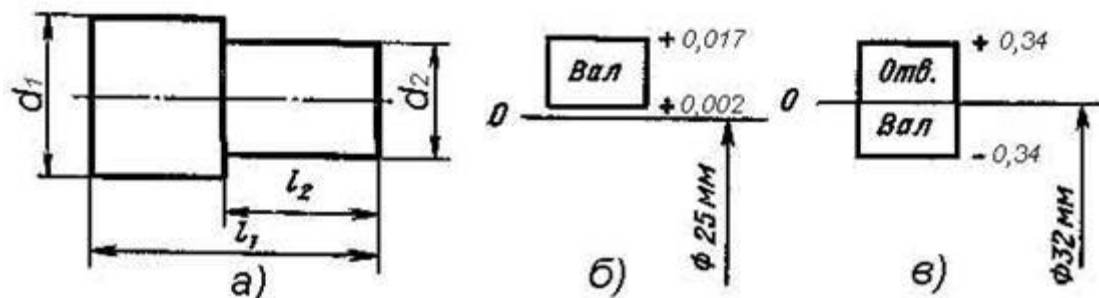 d1
d2
l2
l1
а)
Вал
+ 0,017
+ 0,002
0
ϕ 25 мм
б)
Отв.
Вал
+ 0,34
0
- 0,34
ϕ32 мм
в)